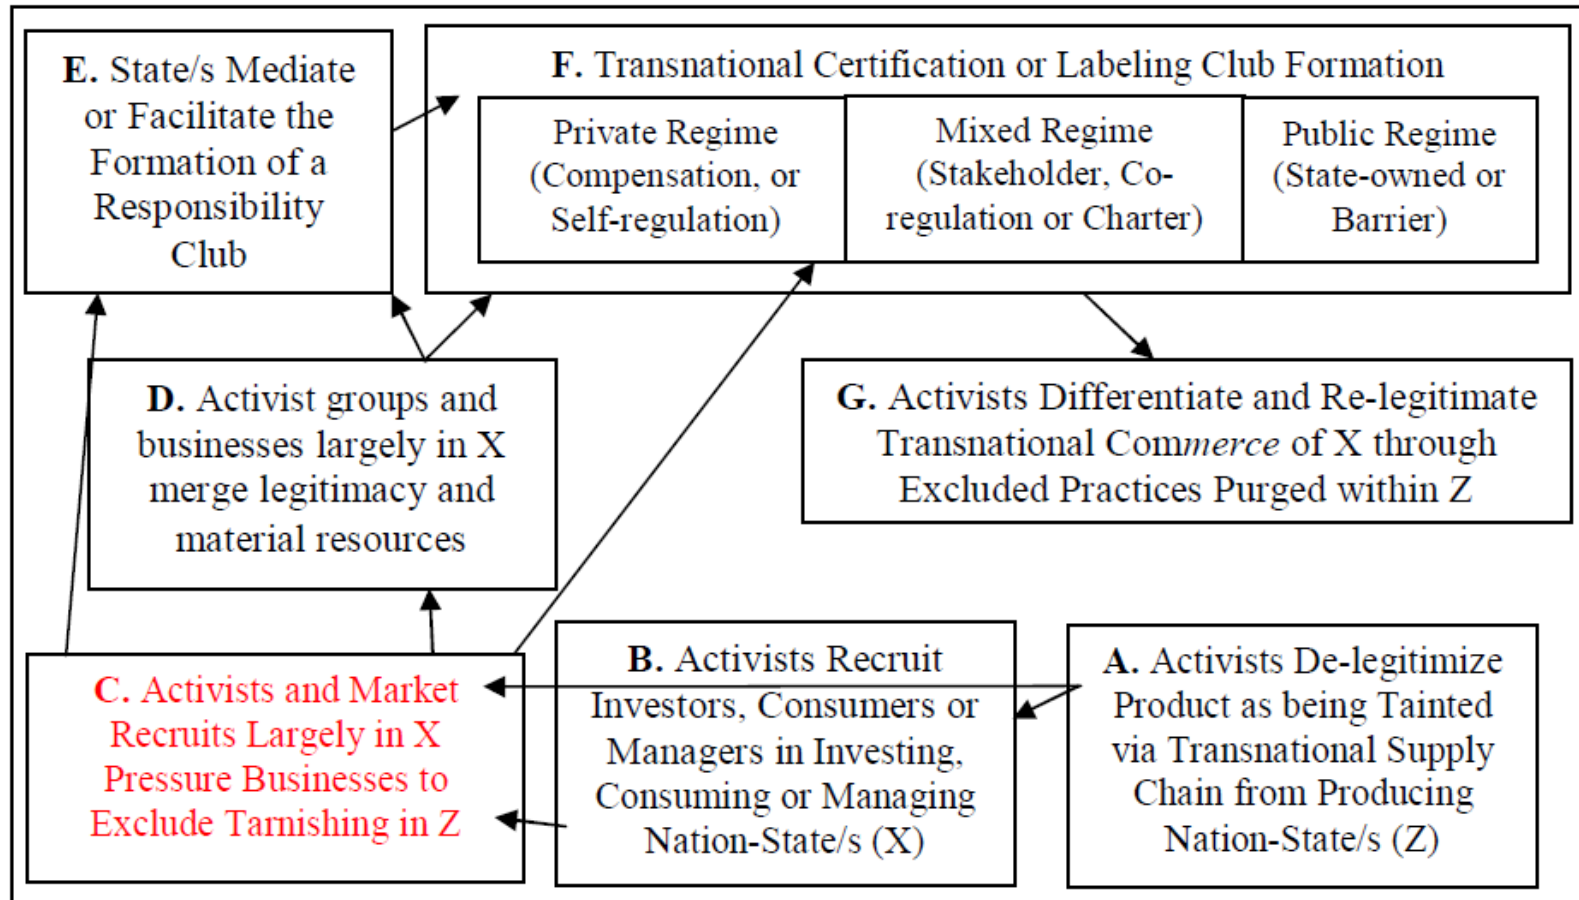 E. State/s Mediate
or Facilitate the
Formation of a
Responsibility
Club
F. Transnational Certification or Labeling Club Formation
Private Regime
(Compensation, or
Self-regulation)
Mixed Regime
(Stakeholder, Co-
regulation or Charter)
Public Regime
(State-owned or
Barrier)
D. Activist groups and
businesses largely in X
merge legitimacy and
material resources
G. Activists Differentiate and Re-legitimate
Transnational Commerce of X through
Excluded Practices Purged within Z
C. Activists and Market
Recruits Largely in X
Pressure Businesses to
Exclude Tarnishing in Z
B. Activists Recruit
Investors, Consumers or
Managers in Investing,
Consuming or Managing
Nation-State/s (X)
A. Activists De-legitimize
Product as being Tainted
via Transnational Supply
Chain from Producing
Nation-State/s (Z)